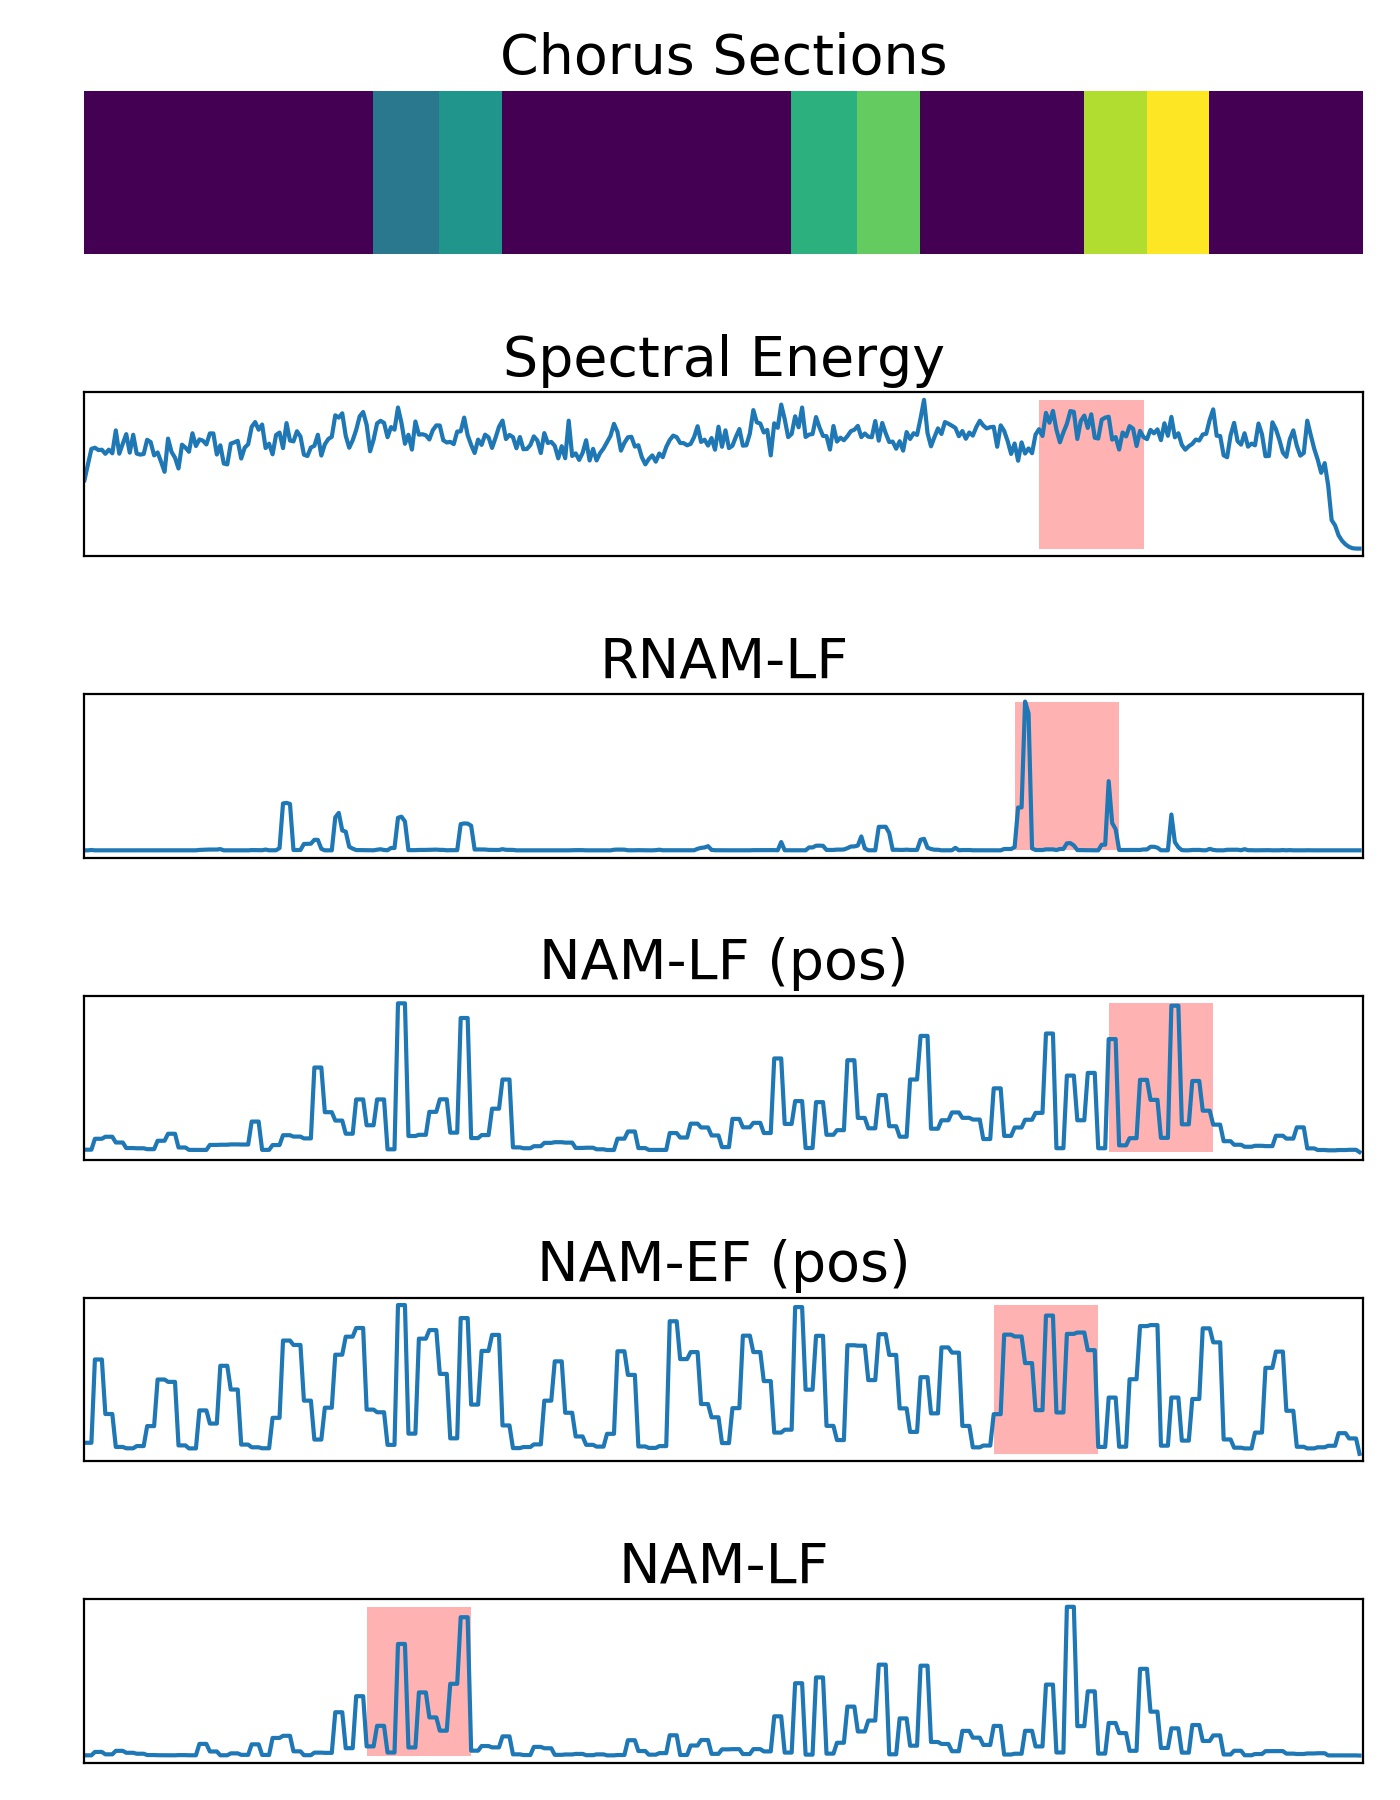 Chorus Sections
Spectral Energy
RNAM-LF
NAM-LF (pos)
NAM-EF (pos)
NAM-LF